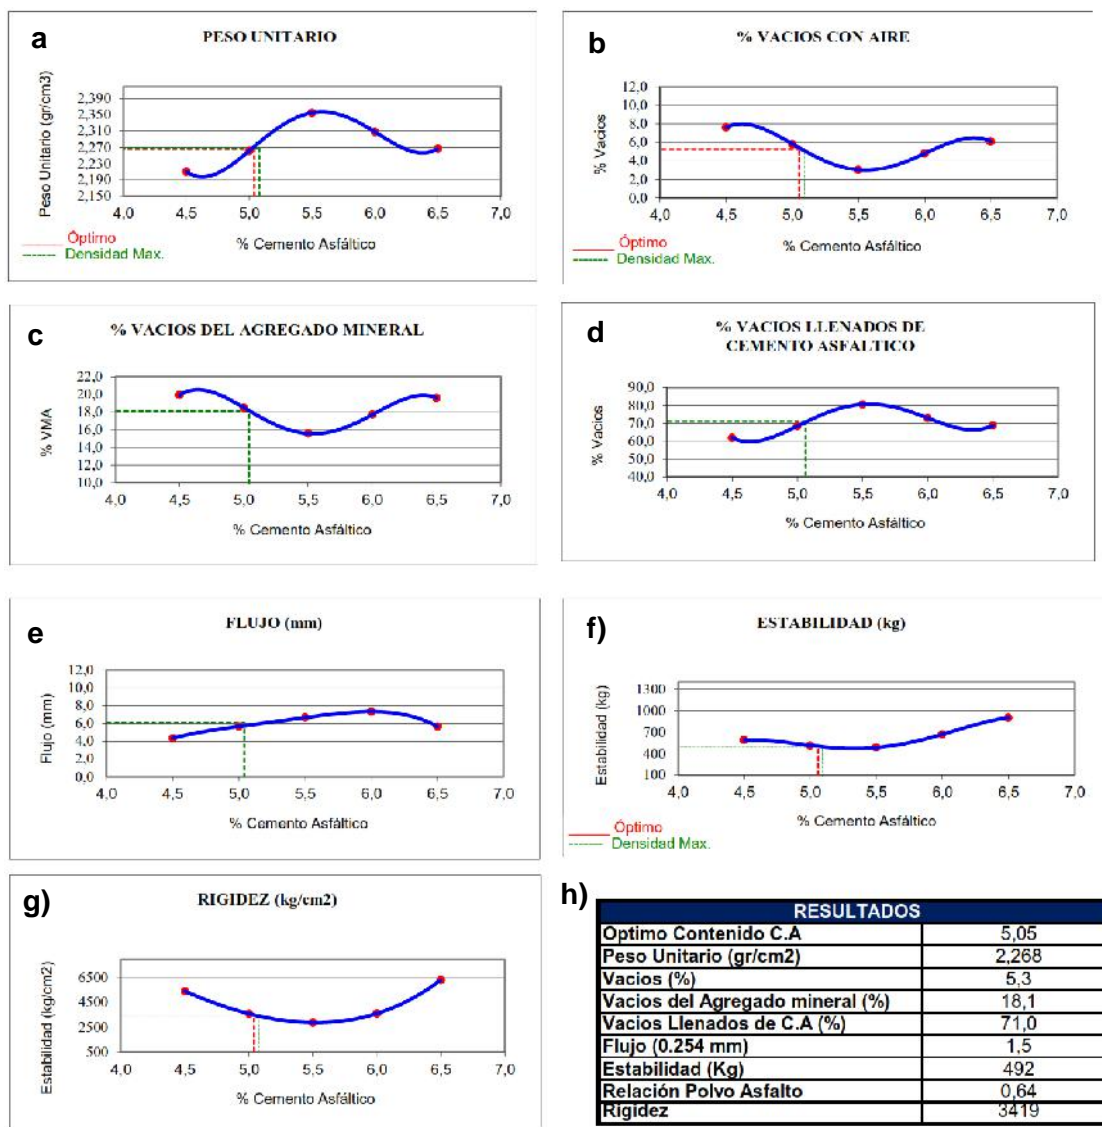 a
PESO UNITARIO
Peso Unitario (gr/cm3)
2,390
2,350
2,310
2,270
2,230
2,190
2,150
4,0 4,5 5,0 5,5 6,0 6,5 7,0
% Cemento Asfáltico
Óptimo
Densidad Max.
b
% VACIOS CON AIRE
% Vacios
12,0
10,0
8,0
6,0
4,0
2,0
0,0
4,0 4,5 5,0 5,5 6,0 6,5 7,0
% Cemento Asfáltico
Óptimo
Densidad Max.
c
% VACIOS DEL AGREGADO MINERAL
% VMA
22,0
20,0
18,0
16,0
14,0
12,0
10,0
4,0 4,5 5,0 5,5 6,0 6,5 7,0
% Cemento Asfáltico
d
% VACIOS LLENADOS DE
CEMENTO ASFALTICO
% Vacios
90,0
80,0
70,0
60,0
50,0
40,0
4,0 4,5 5,0 5,5 6,0 6,5 7,0
% Cemento Asfáltico
e
FLUJO (mm)
Flujo (mm)
12,0
10,0
8,0
6,0
4,0
2,0
0,0
4,0 4,5 5,0 5,5 6,0 6,5 7,0
% Cemento Asfáltico
f)
ESTABILIDAD (kg)
Estabilidad (kg)
1300
1000
700
400
100
4,0 4,5 5,0 5,5 6,0 6,5 7,0
% Cemento Asfáltico
Óptimo
Densidad Max.
g)
RIGIDEZ (kg/cm2)
Estabilidad (kg/cm2)
6500
4500
2500
500
4,0 4,5 5,0 5,5 6,0 6,5 7,0
% Cemento Asfáltico
h)
RESULTADOS
Optimo Contenido C.A 5,05
Peso Unitario (gr/cm2) 2,268
Vacios (%) 5,3
Vacios del Agregado mineral (%) 18,1
Vacios Llenados de C.A (%) 71,0
Flujo (0.254 mm) 1,5
Estabilidad (Kg) 492
Relación Polvo Asfalto 0,64
Rigidez 3419